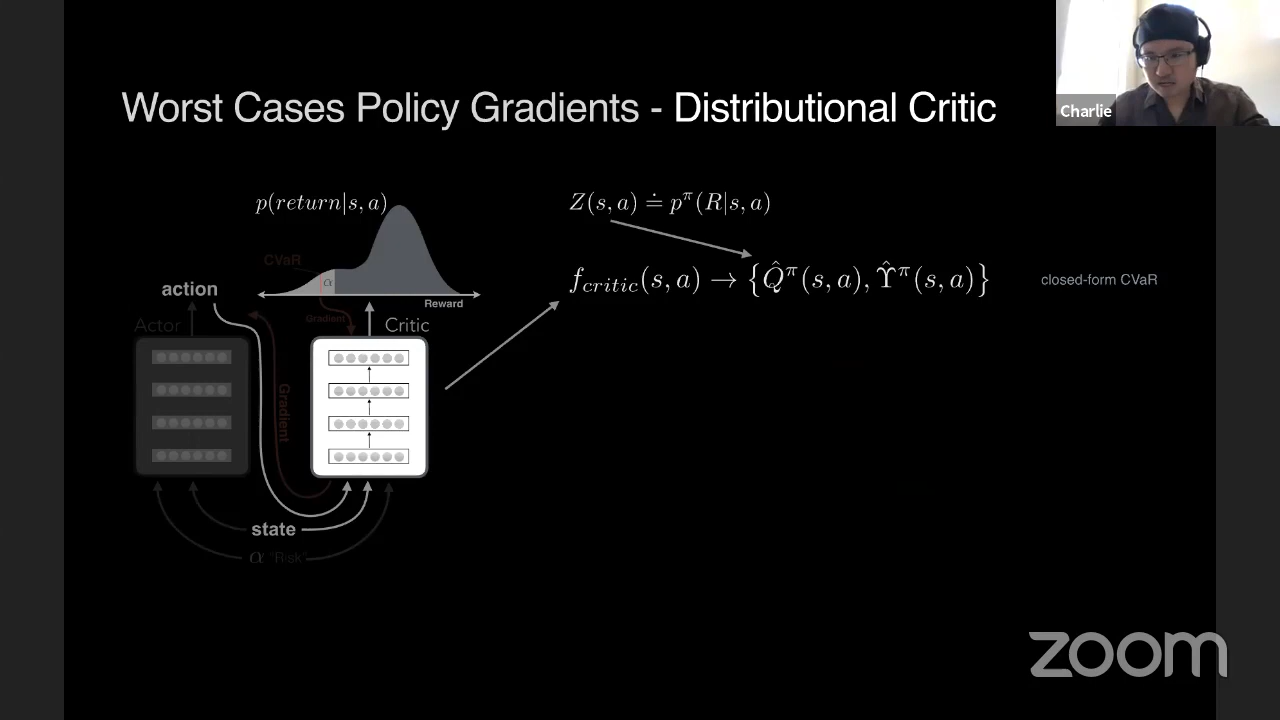 Worst Cases Policy Gradients - Distributional Critic
Charlie
p(return|s, a)
Z(s, a) ≐ p^π(R|s, a)
CVaR
α
f_critic(s, a) → {Q̂^π(s, a), Υ̂^π(s, a)}
closed-form CVaR
action
Reward
Gradient
Actor
Critic
Gradient
state
α "Risk"
zoom